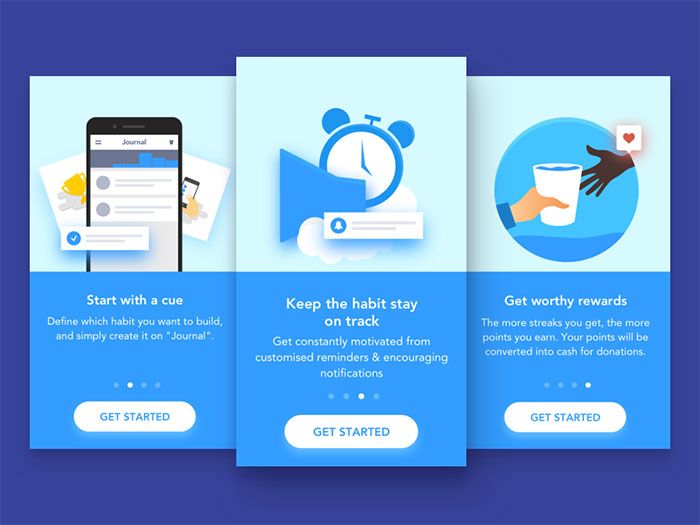 Journal
Start with a cue
Define which habit you want to build,
and simply create it on "Journal".
GET STARTED
Keep the habit stay
on track
Get constantly motivated from
customised reminders & encouraging
notifications
GET STARTED
Get worthy rewards
The more streaks you get, the more
points you earn. Your points will be
converted into cash for donations.
GET STARTED